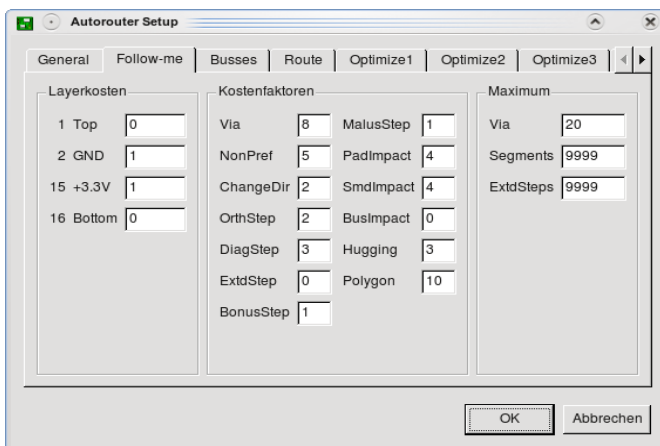 Autorouter Setup
General Follow-me Busses Route Optimize1 Optimize2 Optimize3
Layerkosten
1 Top 0
2 GND 1
15 +3.3V 1
16 Bottom 0
Kostenfaktoren
Via 8 MalusStep 1
NonPref 5 PadImpact 4
ChangeDir 2 SmdImpact 4
OrthStep 2 BusImpact 0
DiagStep 3 Hugging 3
ExtdStep 0 Polygon 10
BonusStep 1
Maximum
Via 20
Segments 9999
ExtdSteps 9999
OK Abbrechen